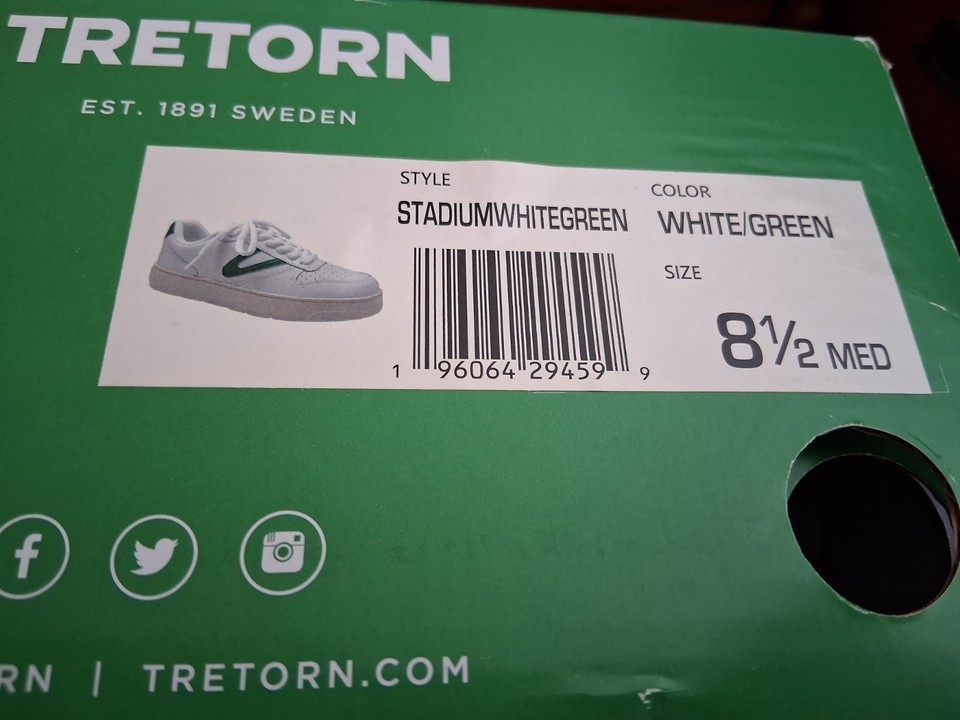 TRETORN
EST. 1891 SWEDEN
STYLE
STADIUMWHITEGREEN
COLOR
WHITE/GREEN
SIZE
8½ MED
1 96064 29459 9
RN | TRETORN.COM